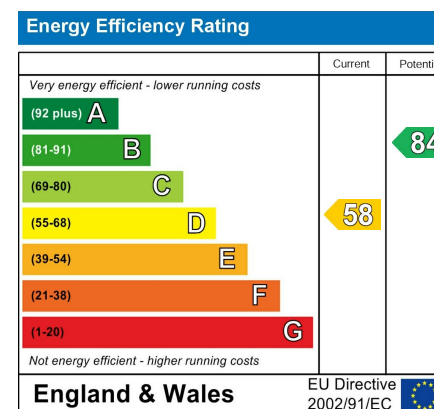 Energy Efficiency Rating
Current
Potenti
Very energy efficient - lower running costs
(92 plus) A
(81-91) B
84
(69-80) C
(55-68) D
58
(39-54) E
(21-38) F
(1-20) G
Not energy efficient - higher running costs
England & Wales
EU Directive
2002/91/EC